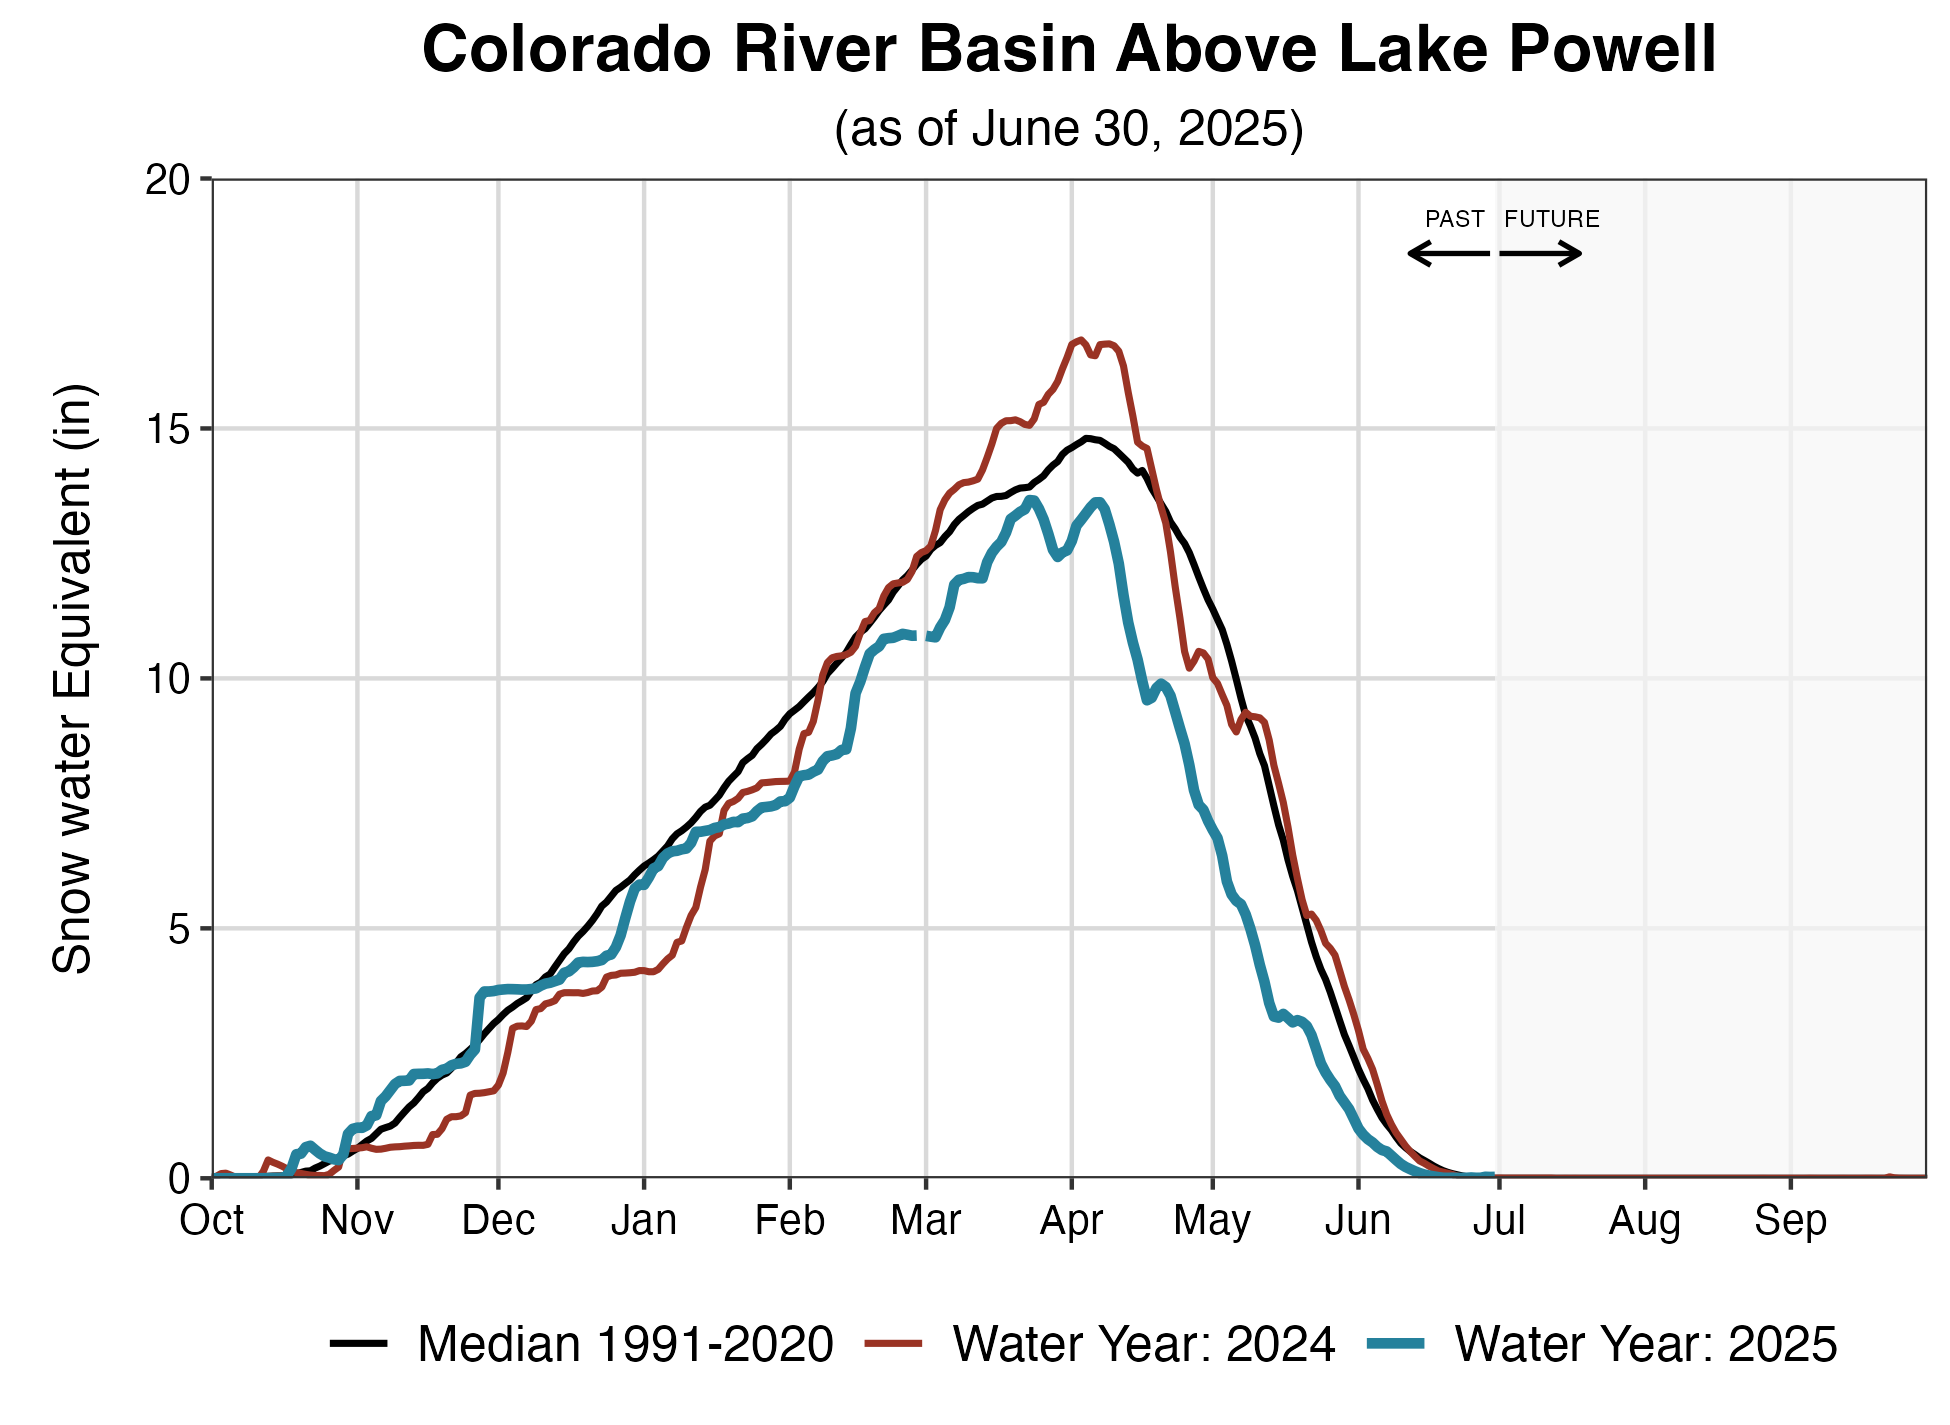 Colorado River Basin Above Lake Powell
(as of June 30, 2025)
PAST FUTURE
Snow water Equivalent (in)
20
15
10
5
0
Oct Nov Dec Jan Feb Mar Apr May Jun Jul Aug Sep
Median 1991-2020 Water Year: 2024 Water Year: 2025